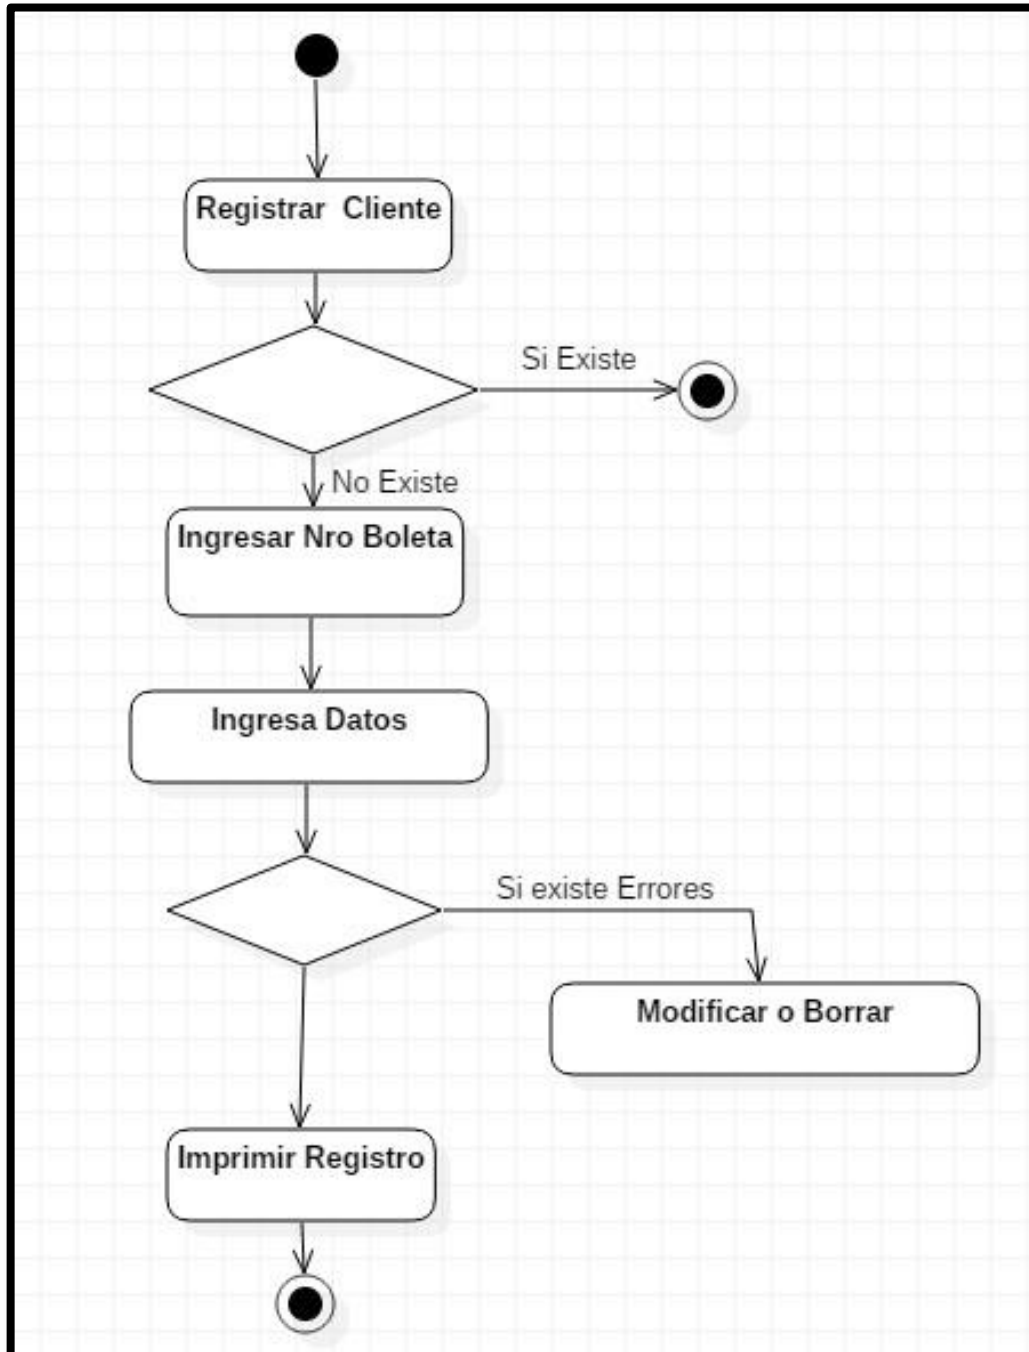 Registrar Cliente
Si Existe
No Existe
Ingresar Nro Boleta
Ingresa Datos
Si existe Errores
Modificar o Borrar
Imprimir Registro